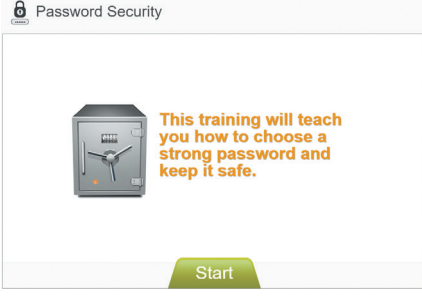 Password Security
This training will teach
you how to choose a
strong password and
keep it safe.
Start